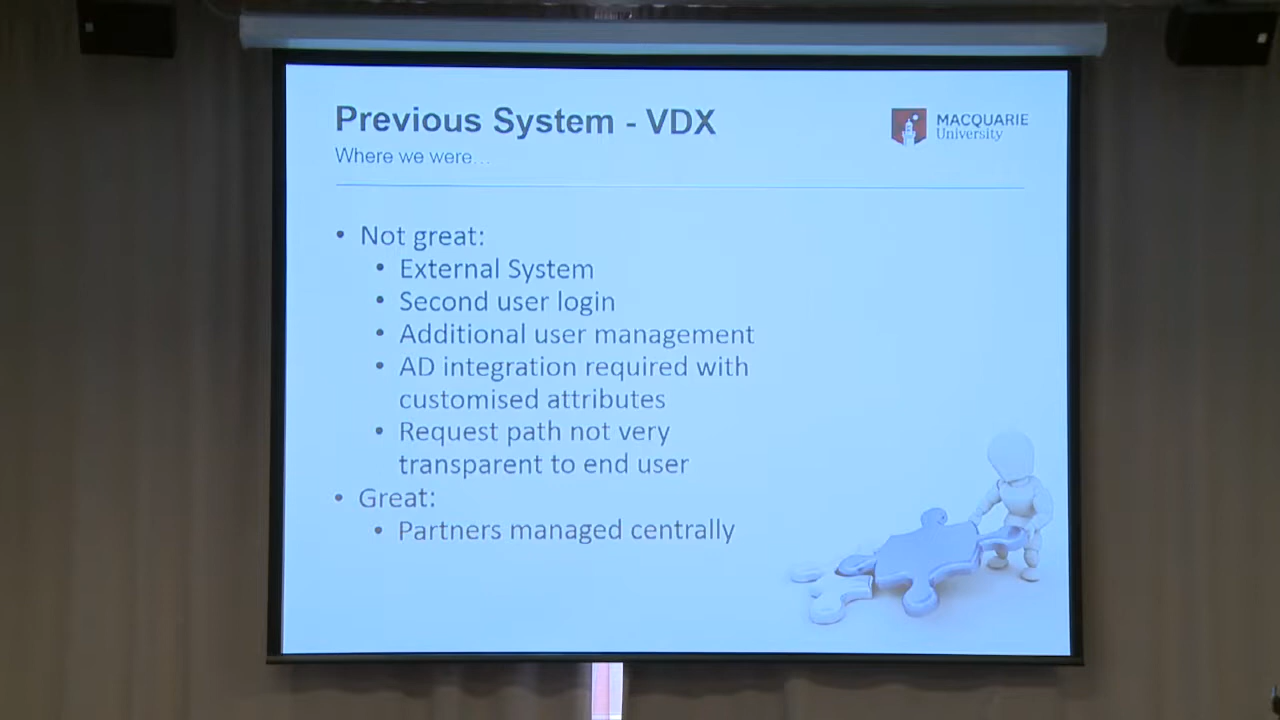 Previous System - VDX
Where we were...
MACQUARIE
University
• Not great:
• External System
• Second user login
• Additional user management
• AD integration required with
customised attributes
• Request path not very
transparent to end user
• Great:
• Partners managed centrally